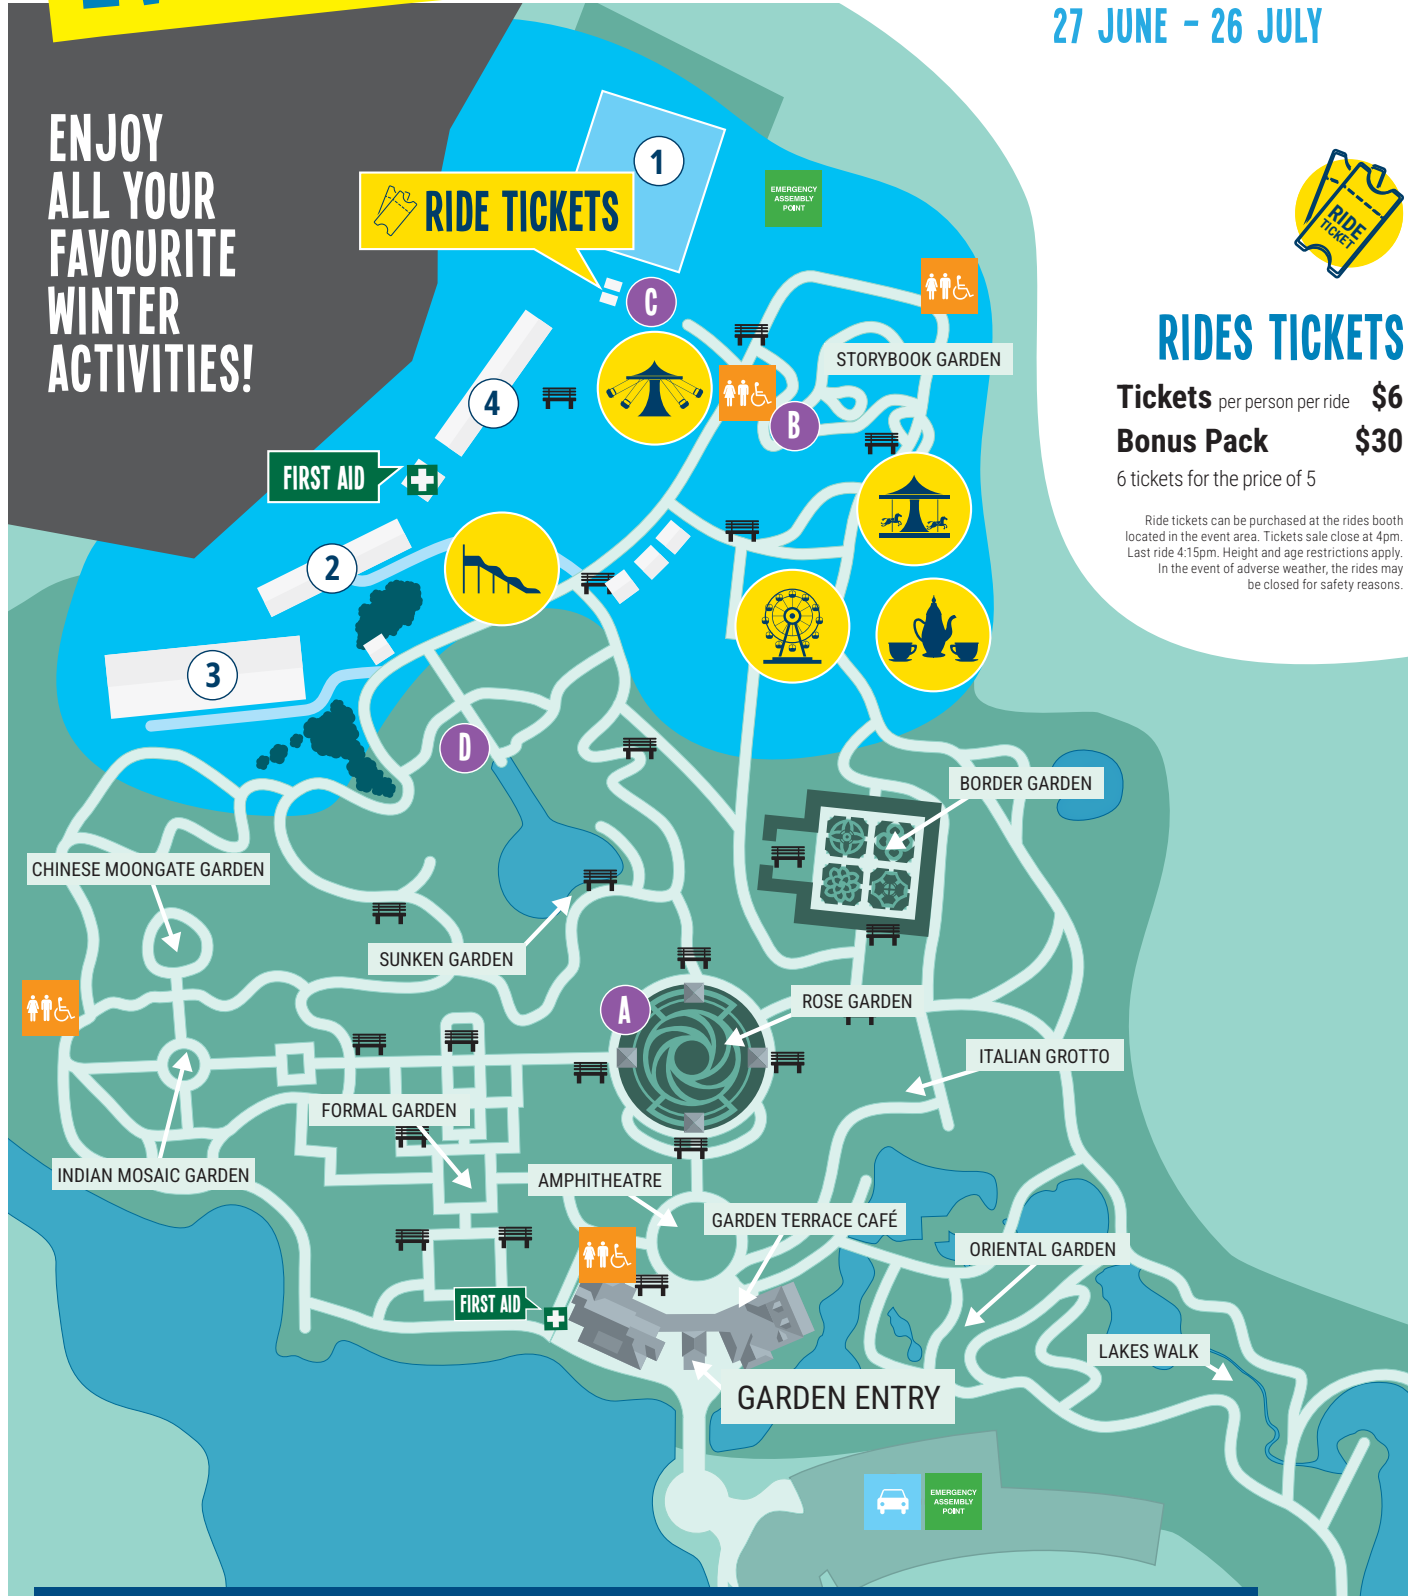 27 JUNE – 26 JULY
ENJOY
ALL YOUR
FAVOURITE
WINTER
ACTIVITIES!
1
RIDE TICKETS
EMERGENCY
ASSEMBLY
POINT
RIDE
TICKET
C
STORYBOOK GARDEN
RIDES TICKETS
Tickets per person per ride $6
Bonus Pack $30
6 tickets for the price of 5
Ride tickets can be purchased at the rides booth
located in the event area. Tickets sale close at 4pm.
Last ride 4:15pm. Height and age restrictions apply.
In the event of adverse weather, the rides may
be closed for safety reasons.
4
B
FIRST AID
2
3
D
BORDER GARDEN
CHINESE MOONGATE GARDEN
SUNKEN GARDEN
A
ROSE GARDEN
ITALIAN GROTTO
FORMAL GARDEN
INDIAN MOSAIC GARDEN
AMPHITHEATRE
GARDEN TERRACE CAFÉ
ORIENTAL GARDEN
FIRST AID
LAKES WALK
GARDEN ENTRY
EMERGENCY
ASSEMBLY
POINT